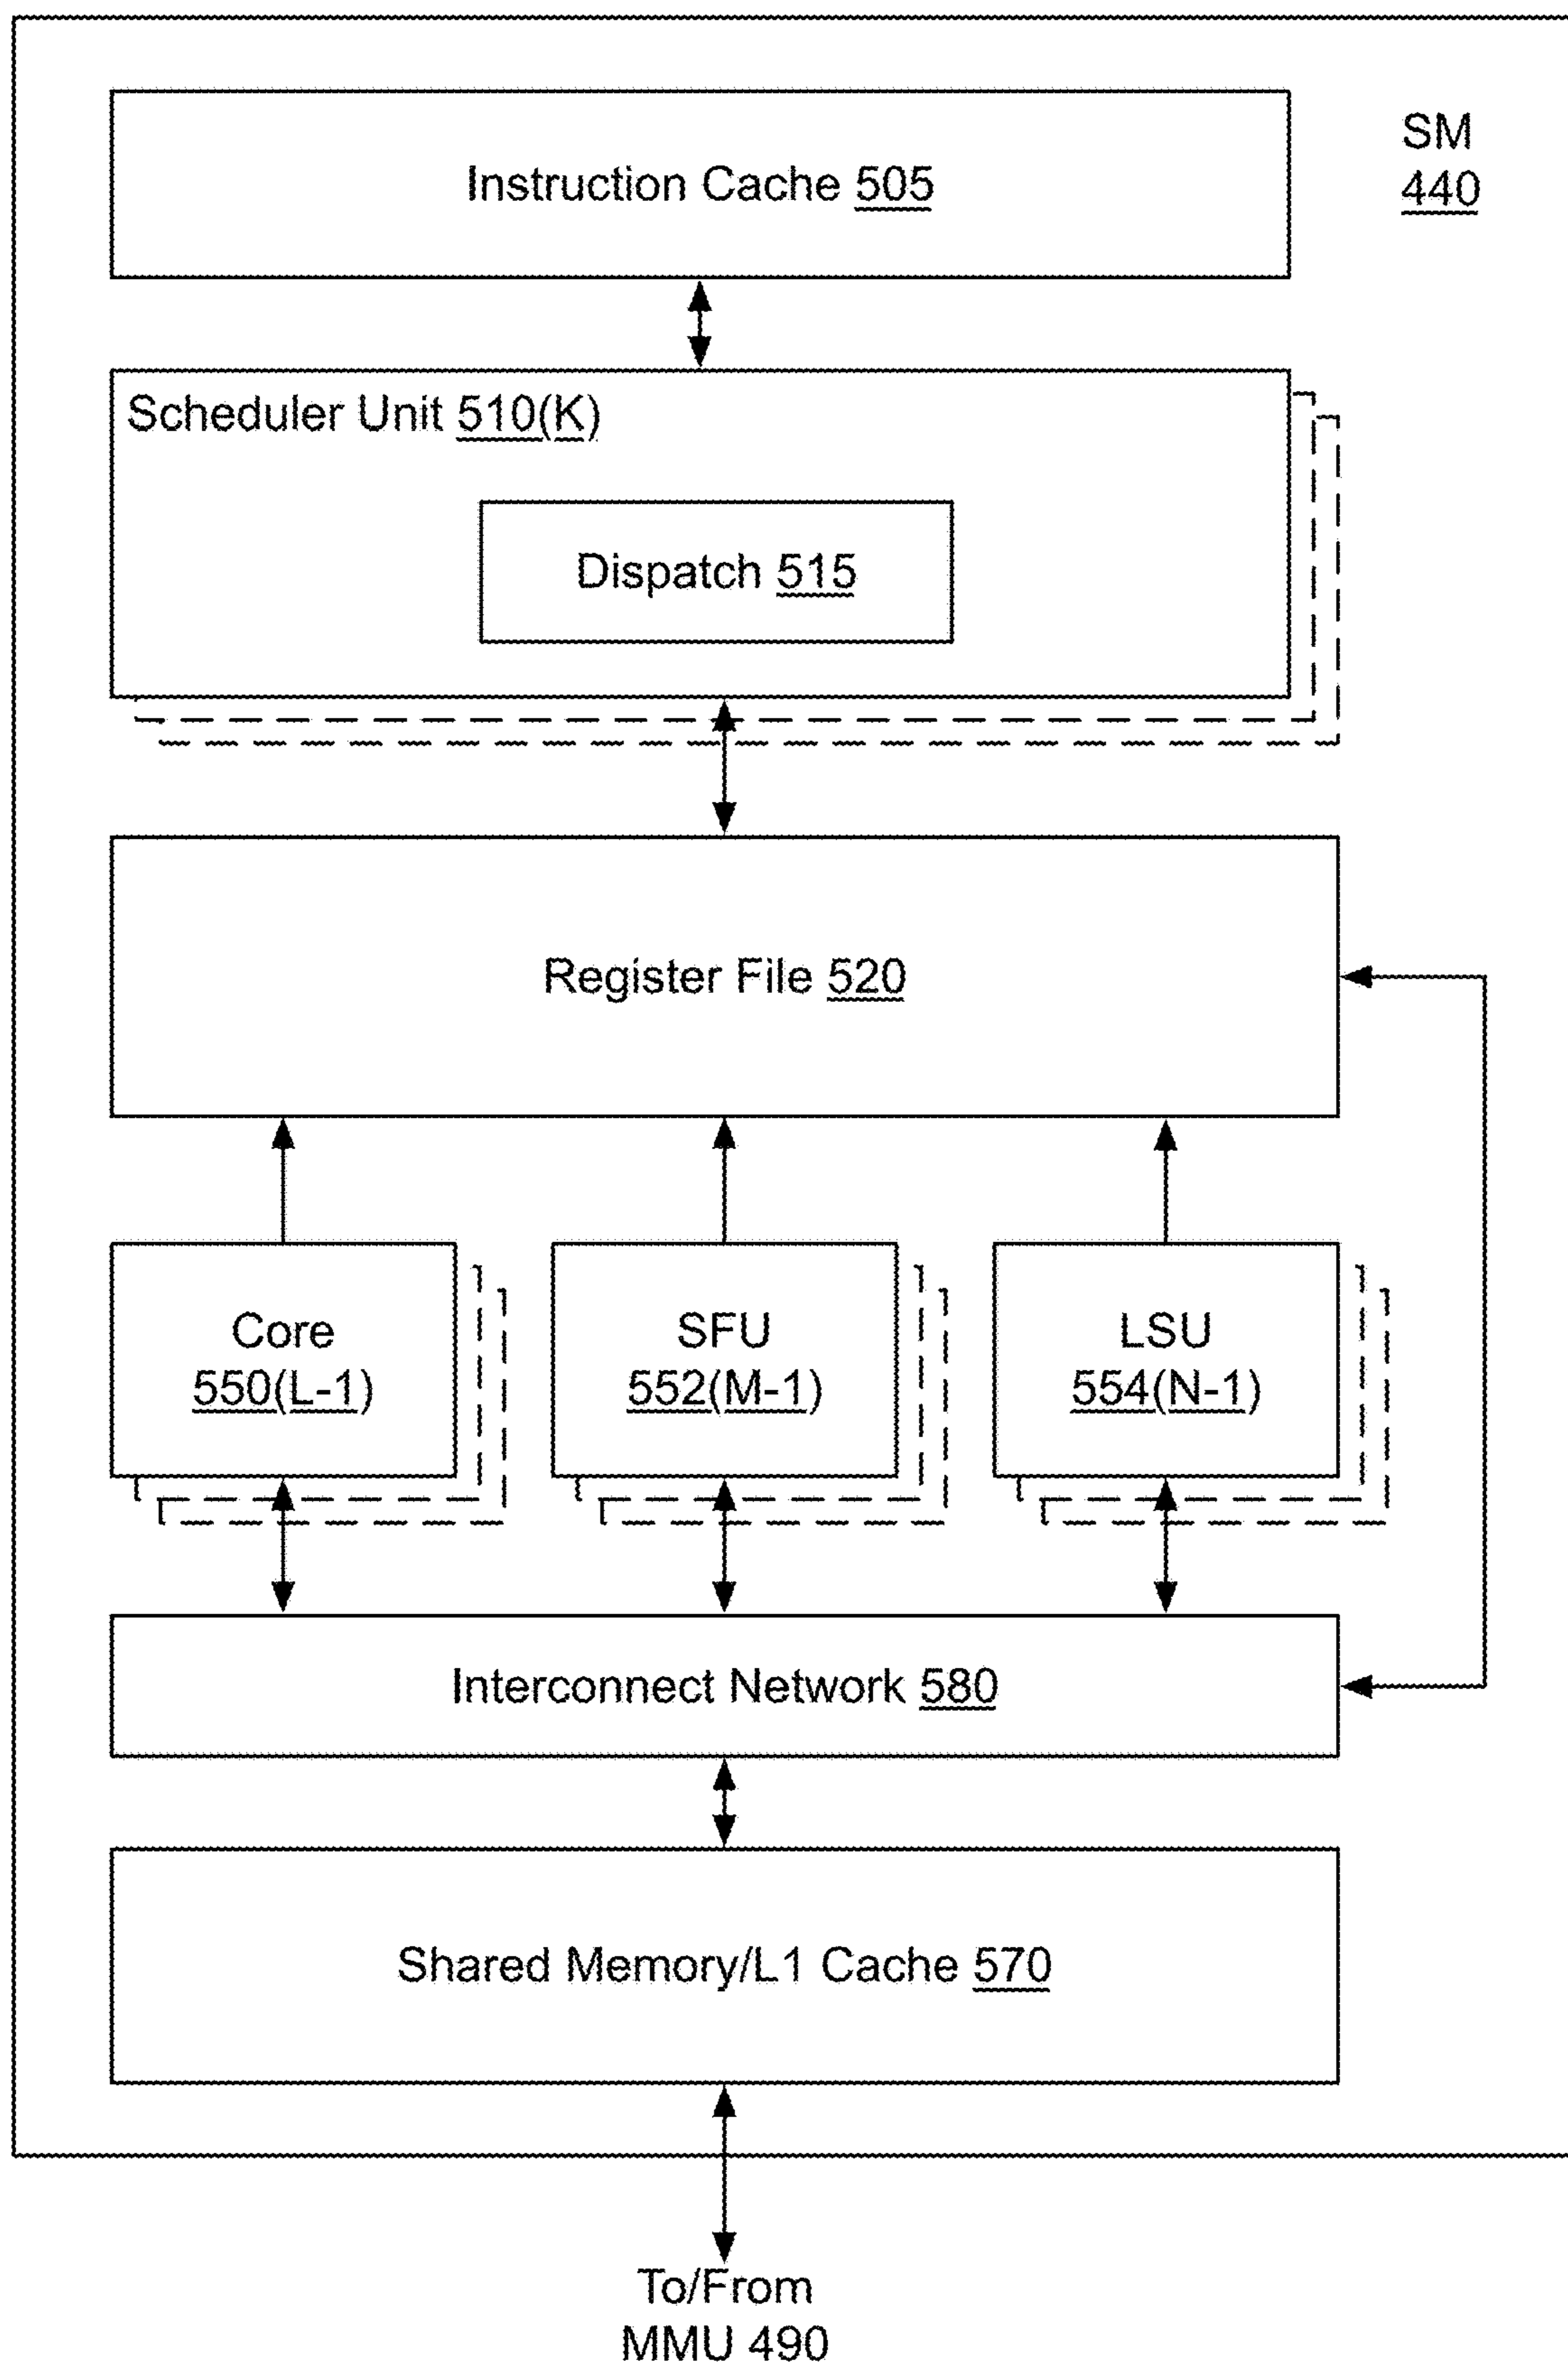 SM
440
Instruction Cache 505
Scheduler Unit 510(K)
Dispatch 515
Register File 520
Core
550(L-1)
SFU
552(M-1)
LSU
554(N-1)
Interconnect Network 580
Shared Memory/L1 Cache 570
To/From
MMU 490